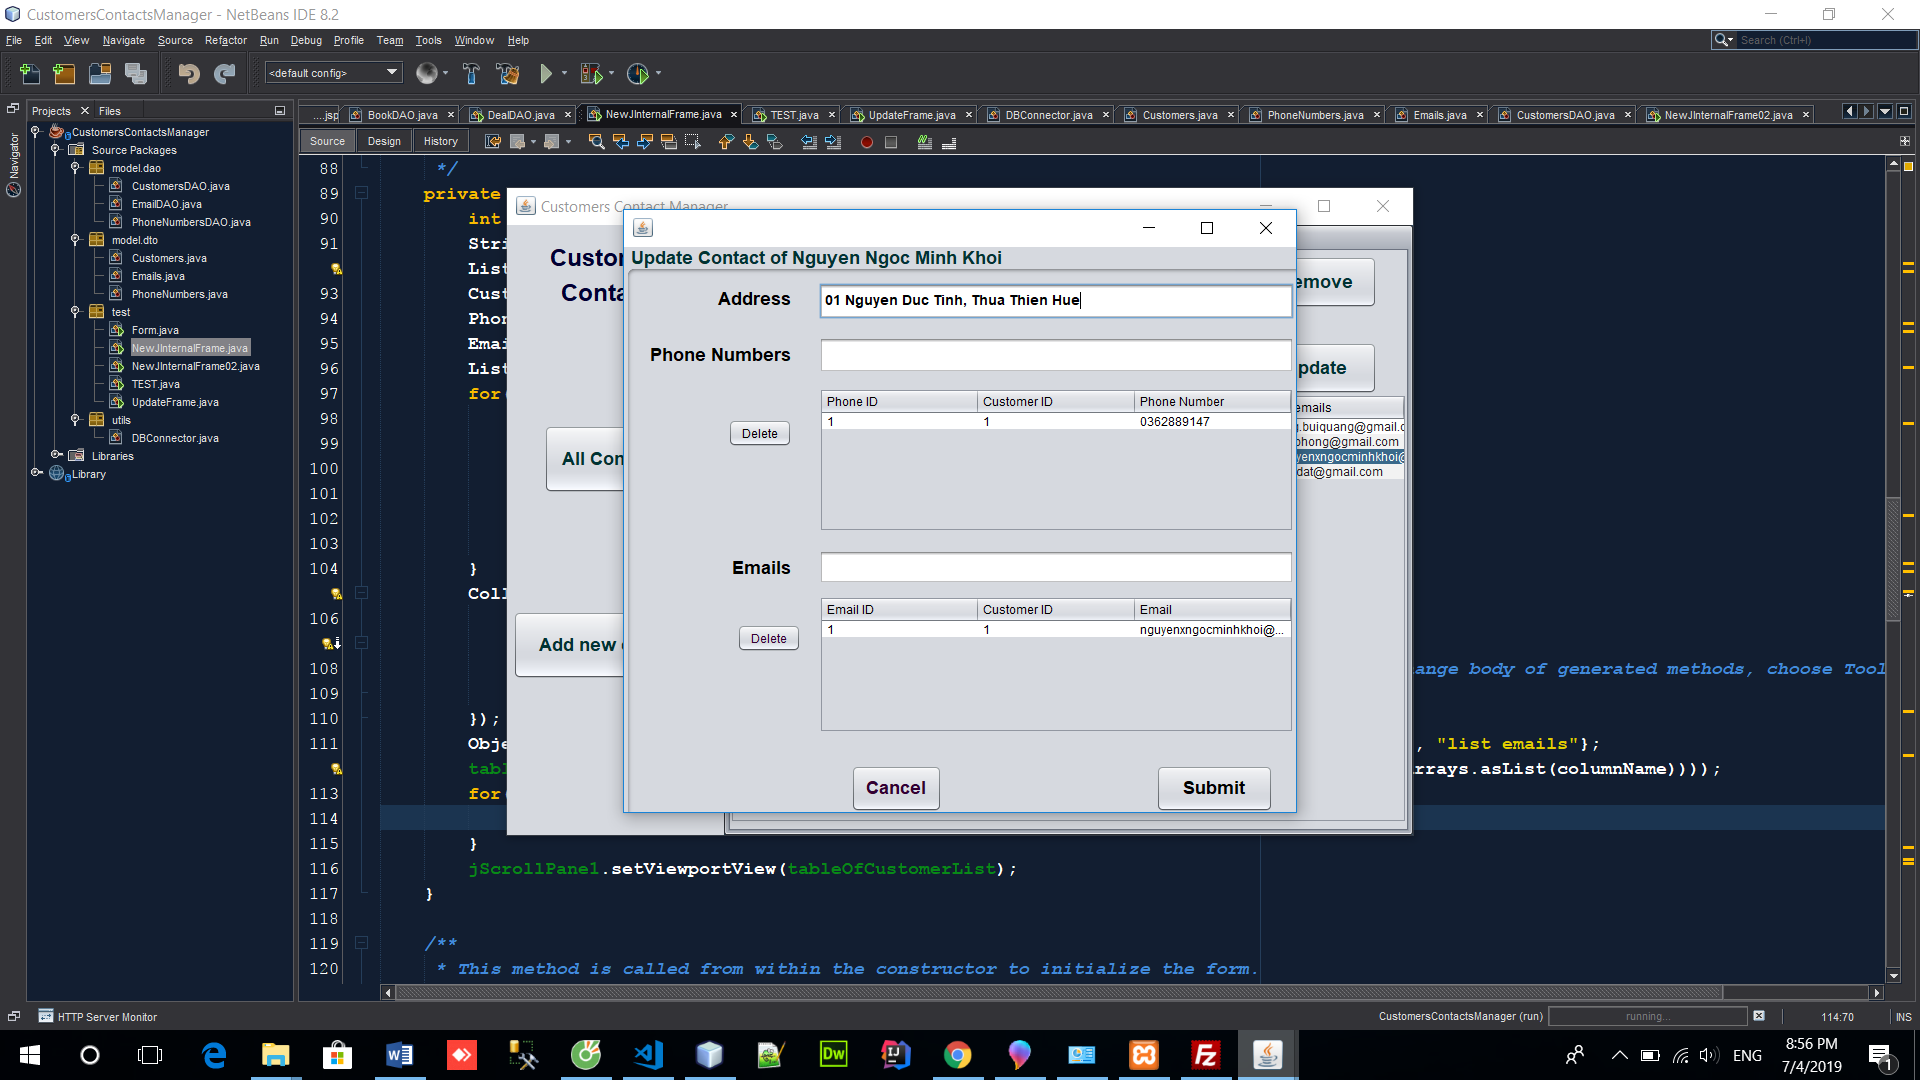 CustomersContactsManager - NetBeans IDE 8.2
File Edit View Navigate Source Refactor Run Debug Profile Team Tools Window Help
Search (Ctrl+I)
<default config>
Projects Files
Navigator
CustomersContactsManager
Source Packages
model.dao
CustomersDAO.java
EmailDAO.java
PhoneNumbersDAO.java
model.dto
Customers.java
Emails.java
PhoneNumbers.java
test
Form.java
NewJInternalFrame.java
NewJInternalFrame02.java
TEST.java
UpdateFrame.java
utils
DBConnector.java
Libraries
Library
...jsp BookDAO.java DealDAO.java NewJInternalFrame.java TEST.java UpdateFrame.java DBConnector.java Customers.java PhoneNumbers.java Emails.java CustomersDAO.java NewJInternalFrame02.java
Source Design History
88 */
89 private
90 int
91 Stri
List
93 Cust
94 Phon
95 Emai
96 List
97 for
98
99
100
101
102
103
104 }
Coll
106
108 ange body of generated methods, choose Tool
109
110 });
111 Obje , "list emails"};
tabl rrays.asList(columnName))));
113 for
114
115 }
116 jScrollPane1.setViewportView(tableOfCustomerList);
117 }
118
119 /**
120 * This method is called from within the constructor to initialize the form.
Customers Contact Manager
Custo
Conta
All Con
Add new
emove
pdate
emails
.buiquang@gmail.c
phong@gmail.com
yenxngocminhkhoi@
dat@gmail.com
Update Contact of Nguyen Ngoc Minh Khoi
Address 01 Nguyen Duc Tinh, Thua Thien Hue
Phone Numbers
Phone ID Customer ID Phone Number
1 1 0362889147
Delete
Emails
Email ID Customer ID Email
1 1 nguyenxngocminhkhoi@...
Delete
Cancel Submit
HTTP Server Monitor
CustomersContactsManager (run) running... 114:70 INS
ENG
8:56 PM
7/4/2019
1